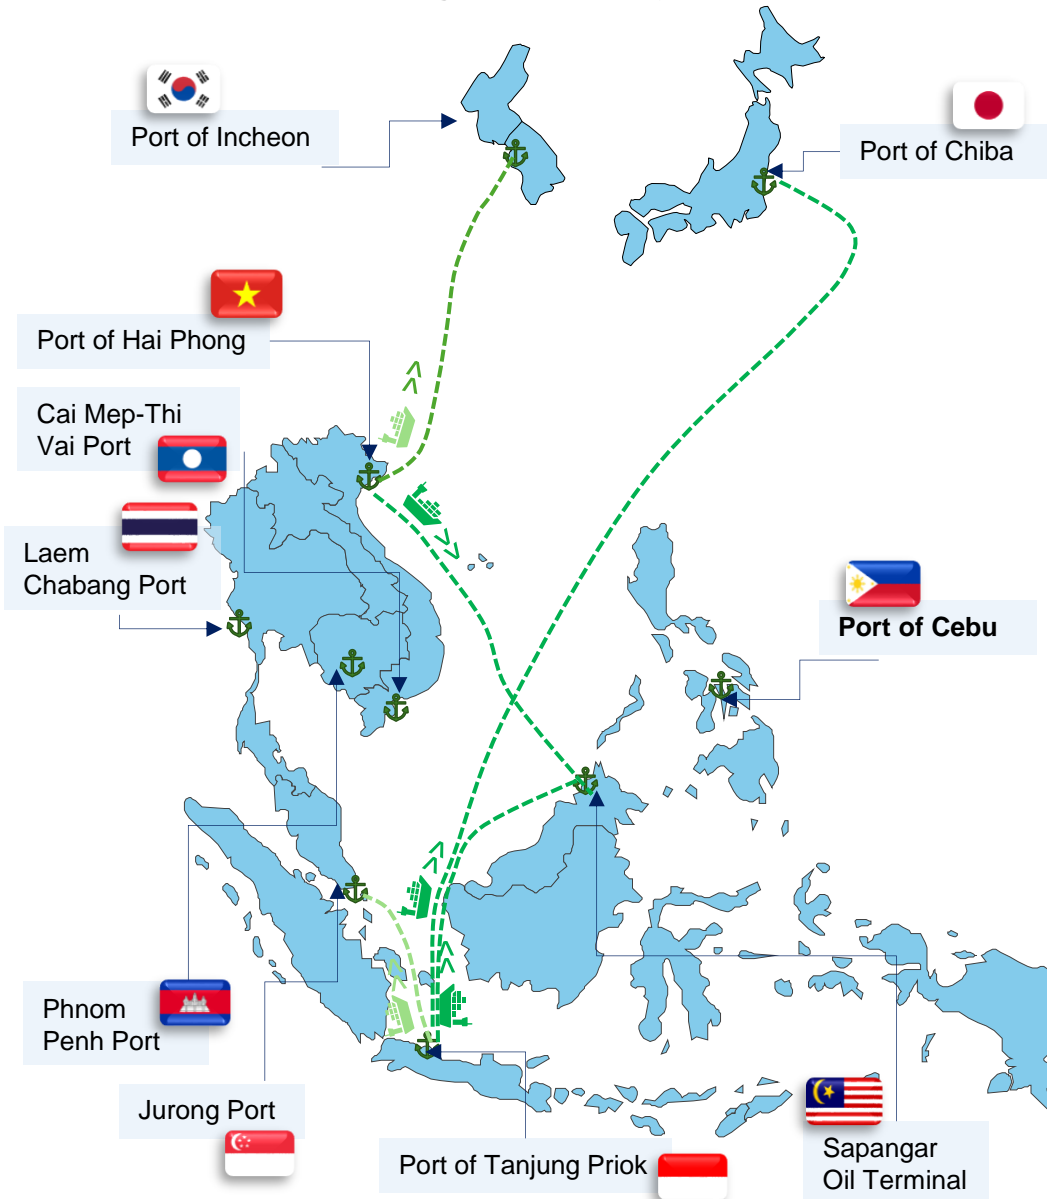 Port of Incheon
Port of Chiba
Port of Hai Phong
Cai Mep-Thi
Vai Port
Laem
Chabang Port
Port of Cebu
Phnom
Penh Port
Jurong Port
Port of Tanjung Priok
Sapangar
Oil Terminal